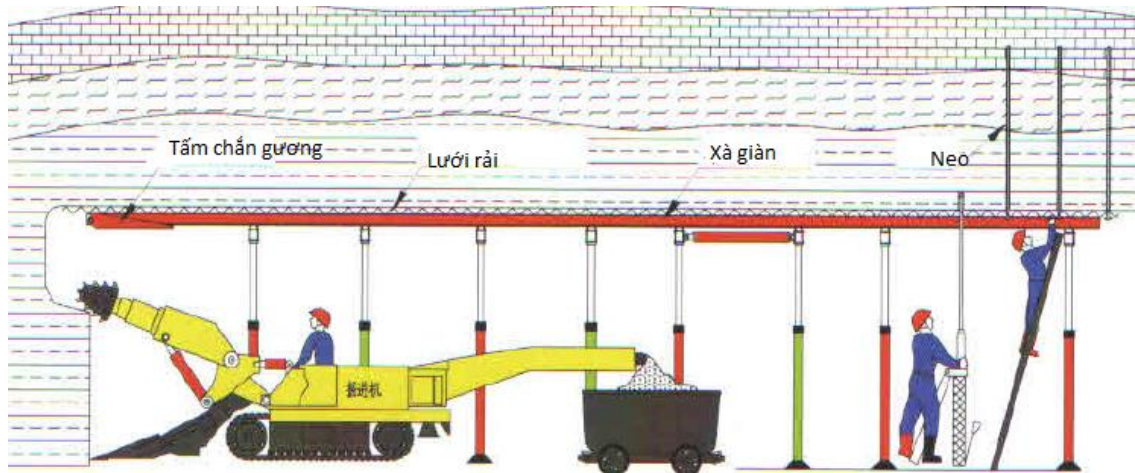 Tấm chắn gương
Lưới rải
Xà giàn
Neo
掘进机